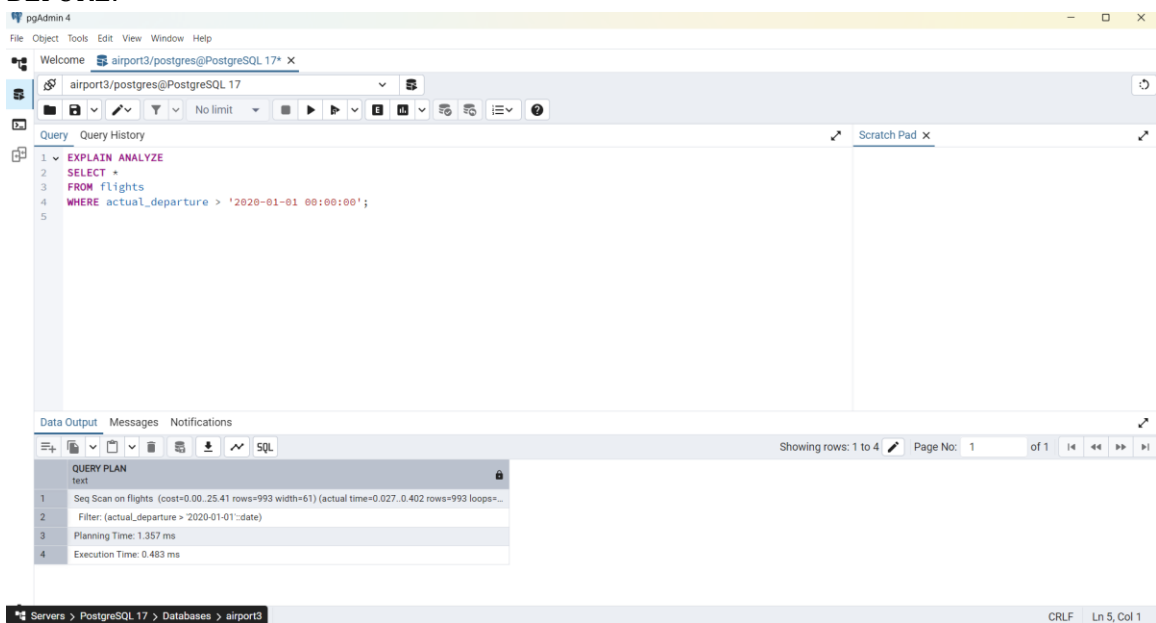 BEFORE:
pgAdmin 4
File Object Tools Edit View Window Help
Welcome airport3/postgres@PostgreSQL 17* X
airport3/postgres@PostgreSQL 17
No limit E
Query Query History Scratch Pad X
1 EXPLAIN ANALYZE
2 SELECT *
3 FROM flights
4 WHERE actual_departure > '2020-01-01 00:00:00';
5
Data Output Messages Notifications
SQL Showing rows: 1 to 4 Page No: 1 of 1
QUERY PLAN
text
1 Seq Scan on flights (cost=0.00..25.41 rows=993 width=61) (actual time=0.027..0.402 rows=993 loops=...
2 Filter: (actual_departure > '2020-01-01'::date)
3 Planning Time: 1.357 ms
4 Execution Time: 0.483 ms
Servers > PostgreSQL 17 > Databases > airport3 CRLF Ln 5, Col 1